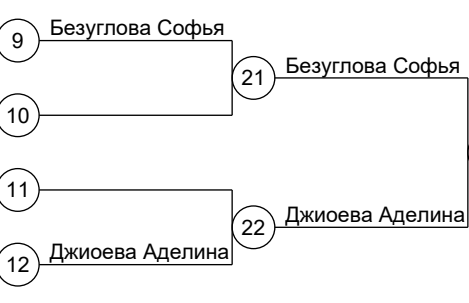 9 Безуглова Софья
21 Безуглова Софья
10
11
22 Джиоева Аделина
12 Джиоева Аделина